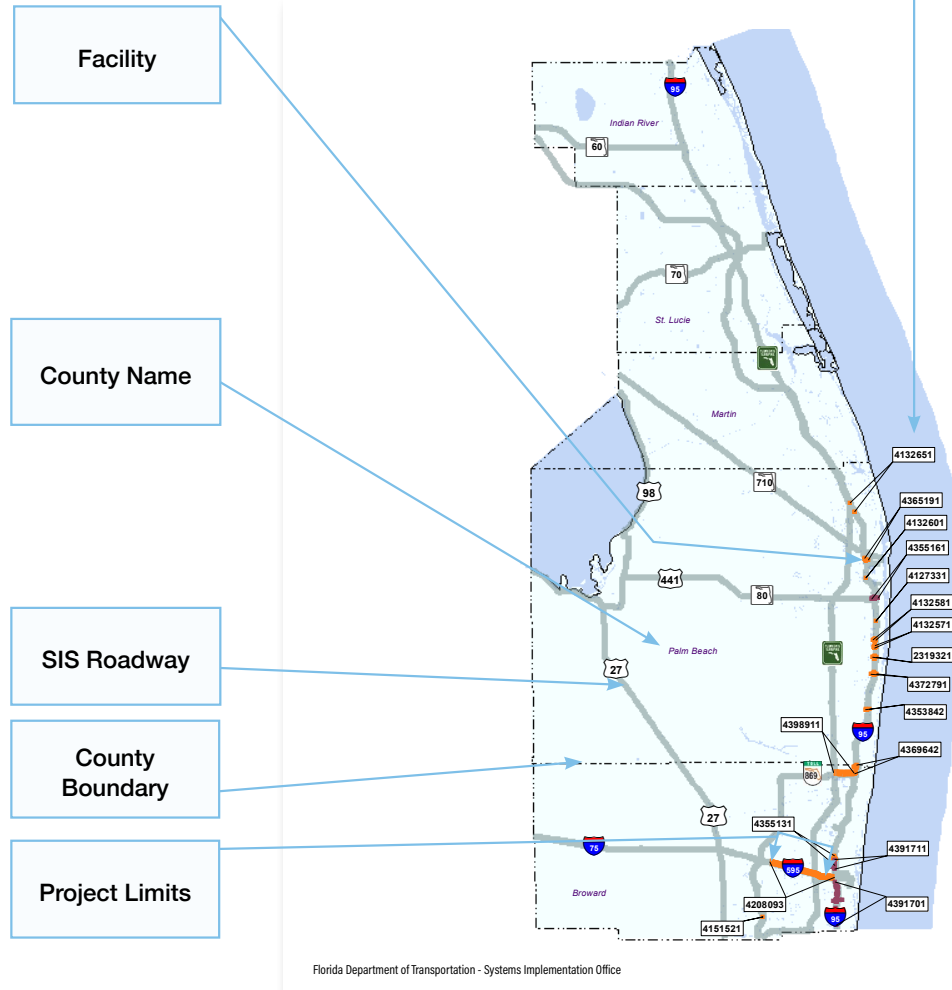 Facility
95
Indian River
60
70
St. Lucie
County Name
Martin
4132651
98
710
4365191
4132601
4355161
441
80
4127331
4132581
4132571
SIS Roadway
Palm Beach
2319321
27
4372791
4353842
4398911
95
County
Boundary
4369642
869
27
4355131
75
4391711
Project Limits
595
Broward
4208093
4391701
4151521
95
Florida Department of Transportation - Systems Implementation Office